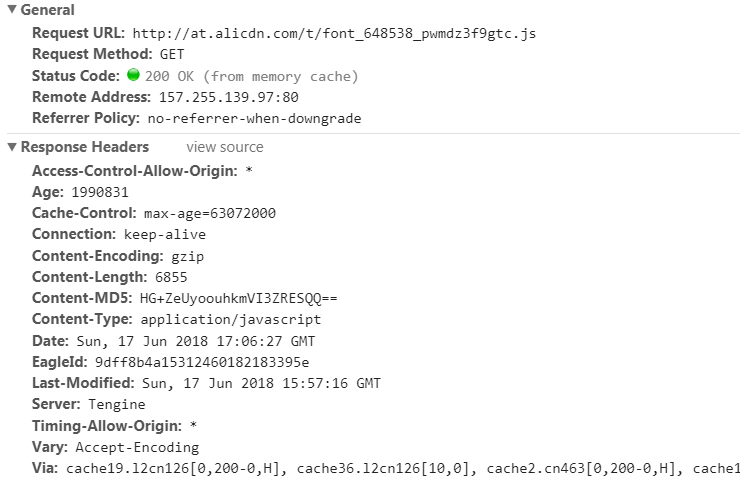 General
Request URL: http://at.alicdn.com/t/font_648538_pwmdz3f9gtc.js
Request Method: GET
Status Code: 200 OK (from memory cache)
Remote Address: 157.255.139.97:80
Referrer Policy: no-referrer-when-downgrade
Response Headers view source
Access-Control-Allow-Origin: *
Age: 1990831
Cache-Control: max-age=63072000
Connection: keep-alive
Content-Encoding: gzip
Content-Length: 6855
Content-MD5: HG+ZeUyoouhkmVI3ZRESQQ==
Content-Type: application/javascript
Date: Sun, 17 Jun 2018 17:06:27 GMT
EagleId: 9dff8b4a15312460182183395e
Last-Modified: Sun, 17 Jun 2018 15:57:16 GMT
Server: Tengine
Timing-Allow-Origin: *
Vary: Accept-Encoding
Via: cache19.l2cn126[0,200-0,H], cache36.l2cn126[10,0], cache2.cn463[0,200-0,H], cache1